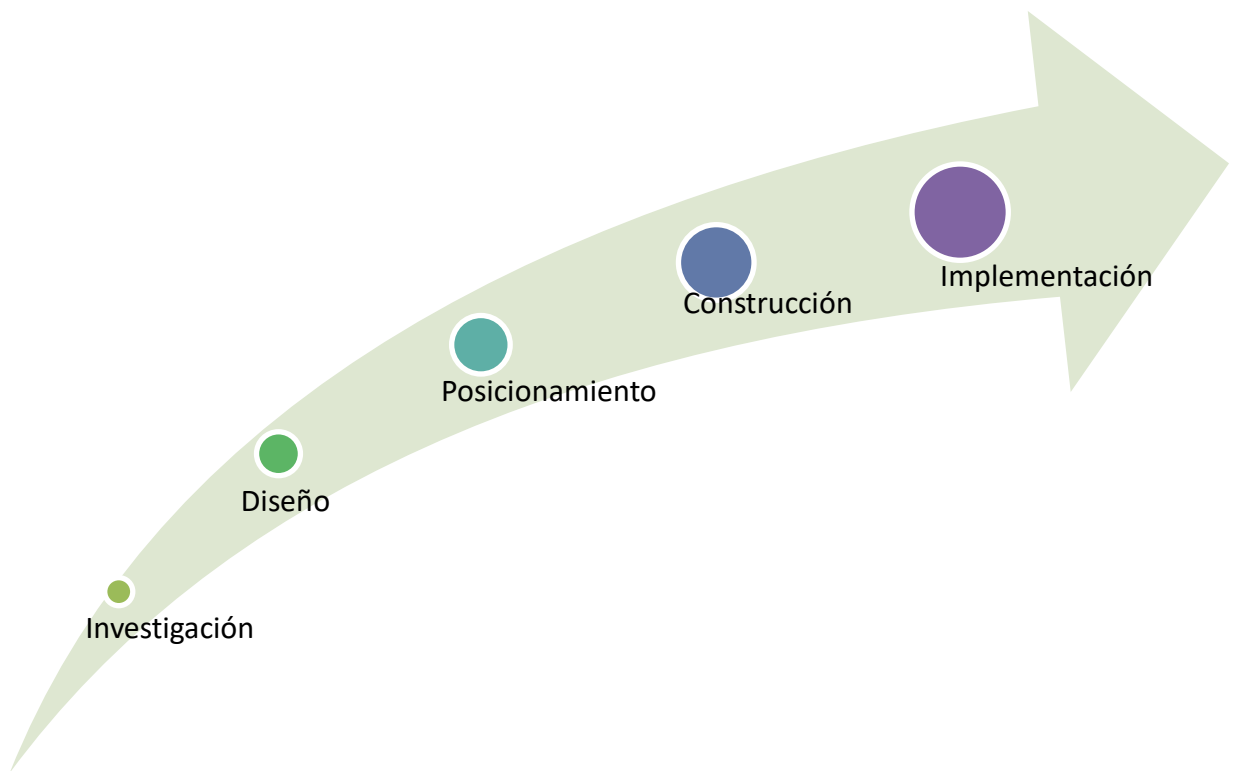 Investigación
Diseño
Posicionamiento
Construcción
Implementación